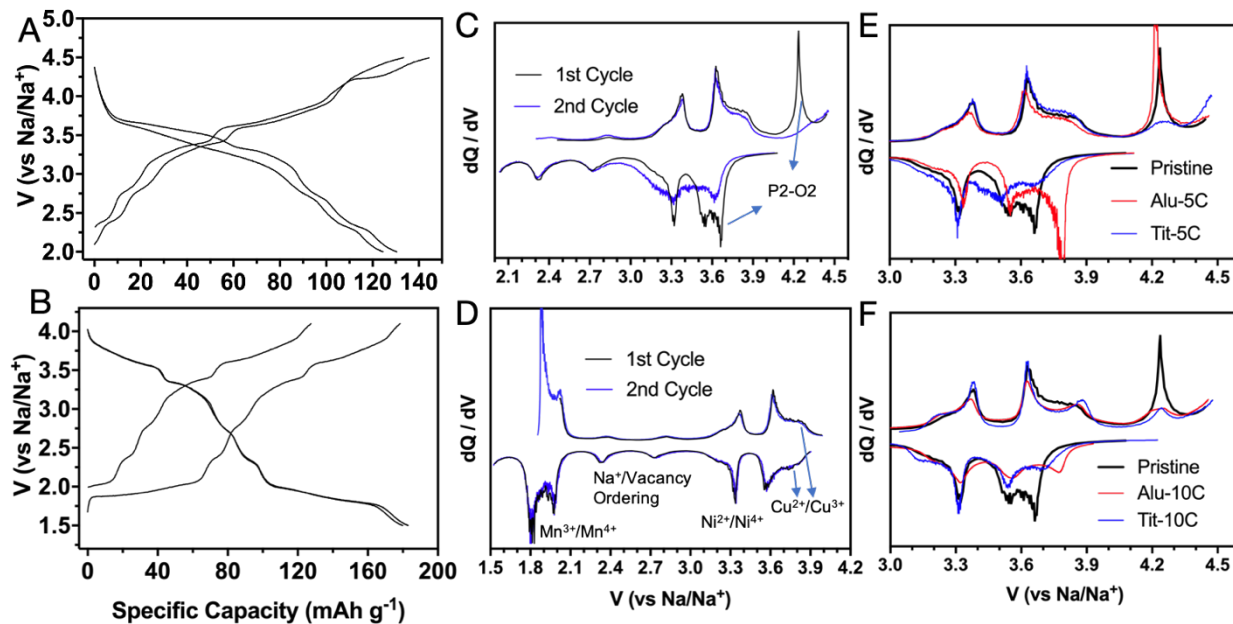 A
V (vs Na/Na⁺)
5.0
4.5
4.0
3.5
3.0
2.5
2.0
0 20 40 60 80 100 120 140
B
V (vs Na/Na⁺)
4.0
3.5
3.0
2.5
2.0
1.5
0 40 80 120 160 200
Specific Capacity (mAh g⁻¹)
C
dQ / dV
1st Cycle
2nd Cycle
P2-O2
2.0 2.4 2.7 3.0 3.3 3.6 3.9 4.2 4.5
D
dQ / dV
1st Cycle
2nd Cycle
Na⁺/Vacancy
Ordering
Mn³⁺/Mn⁴⁺
Ni²⁺/Ni⁴⁺
Cu²⁺/Cu³⁺
1.5 1.8 2.1 2.4 2.7 3.0 3.3 3.6 3.9 4.2
V (vs Na/Na⁺)
E
dQ / dV
Pristine
Alu-5C
Tit-5C
3.0 3.3 3.6 3.9 4.2 4.5
F
dQ / dV
Pristine
Alu-10C
Tit-10C
3.0 3.3 3.6 3.9 4.2 4.5
V (vs Na/Na⁺)